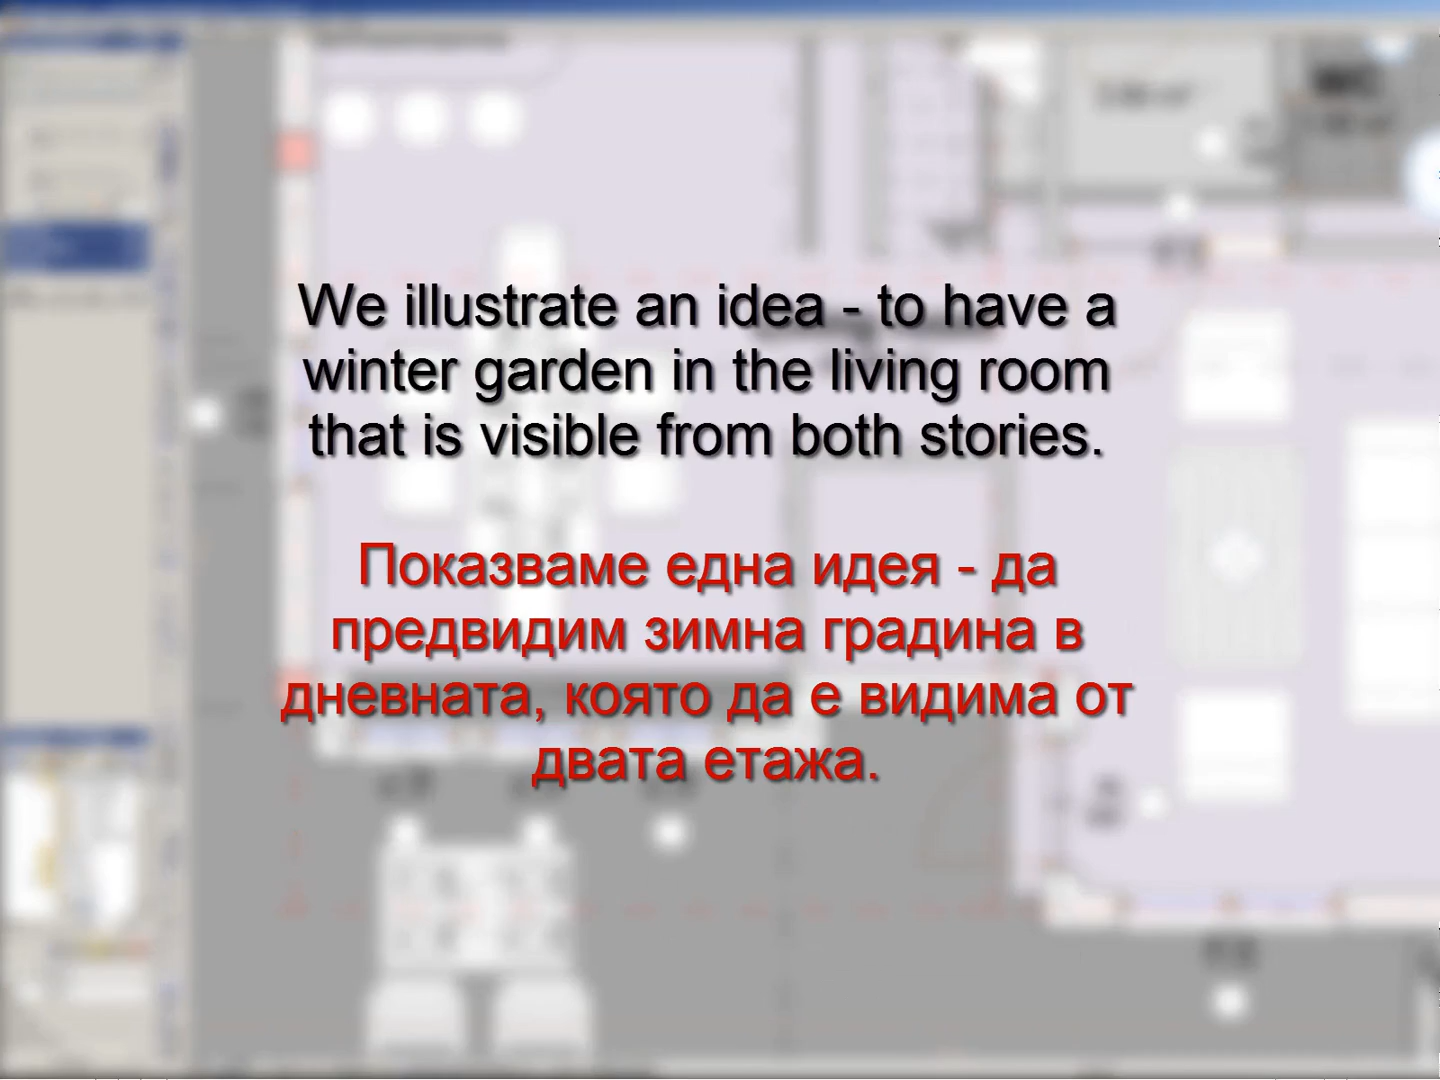 We illustrate an idea - to have a
winter garden in the living room
that is visible from both stories.
Показваме една идея - да
предвидим зимна градина в
дневната, която да е видима от
двата етажа.